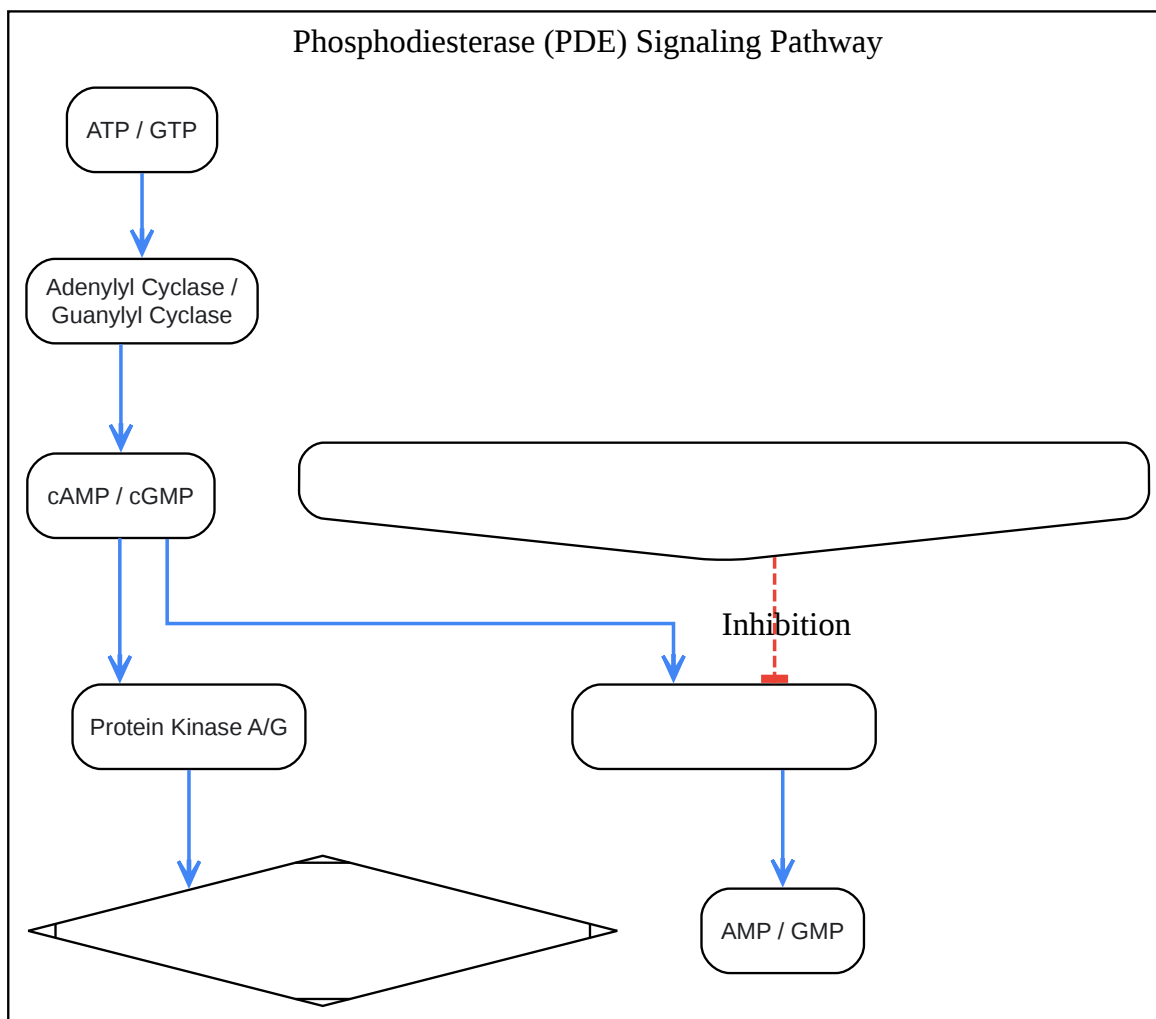 Phosphodiesterase (PDE) Signaling Pathway
ATP / GTP
Adenylyl Cyclase /
Guanylyl Cyclase
cAMP / cGMP
Inhibition
Protein Kinase A/G
AMP / GMP